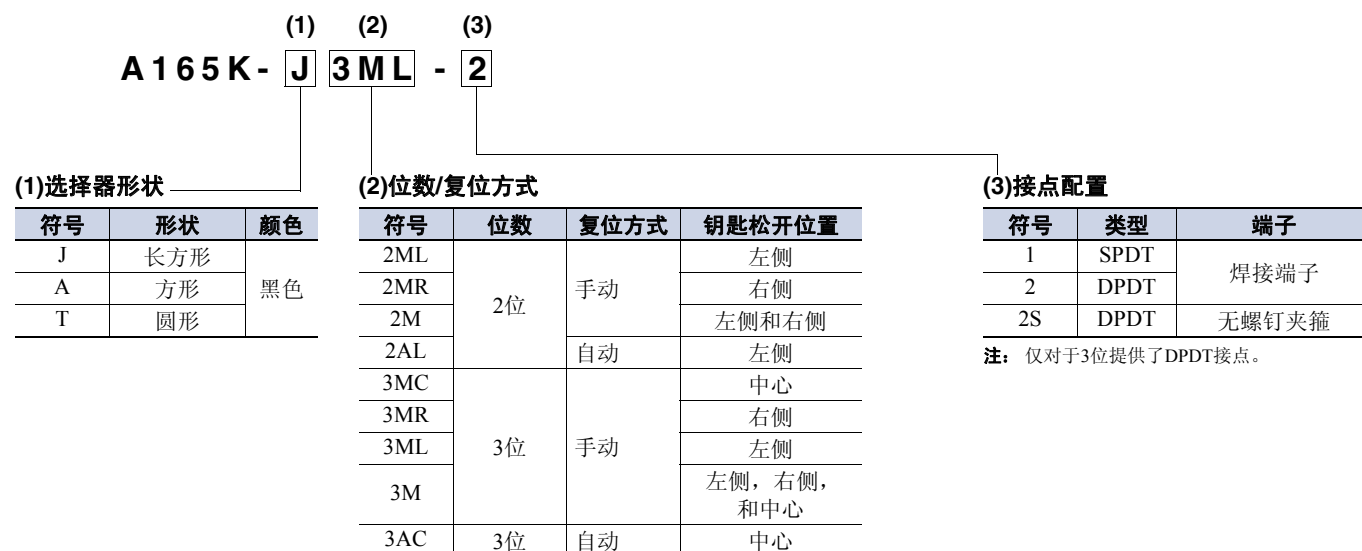 (1) (2) (3)
A165K- J 3ML - 2
(1)选择器形状
符号 形状 颜色
J 长方形 黑色
A 方形
T 圆形
(2)位数/复位方式
符号 位数 复位方式 钥匙松开位置
2ML 2位 手动 左侧
2MR 右侧
2M 左侧和右侧
2AL 自动 左侧
3MC 3位 手动 中心
3MR 右侧
3ML 左侧
3M 左侧，右侧，
和中心
3AC 3位 自动 中心
(3)接点配置
符号 类型 端子
1 SPDT 焊接端子
2 DPDT
2S DPDT 无螺钉夹箍
注： 仅对于3位提供了DPDT接点。